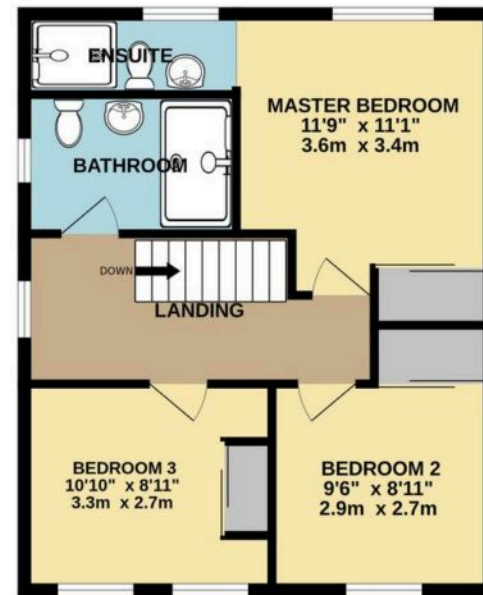 ENSUITE
MASTER BEDROOM
11'9" x 11'1"
3.6m x 3.4m
BATHROOM
DOWN
LANDING
BEDROOM 3
10'10" x 8'11"
3.3m x 2.7m
BEDROOM 2
9'6" x 8'11"
2.9m x 2.7m